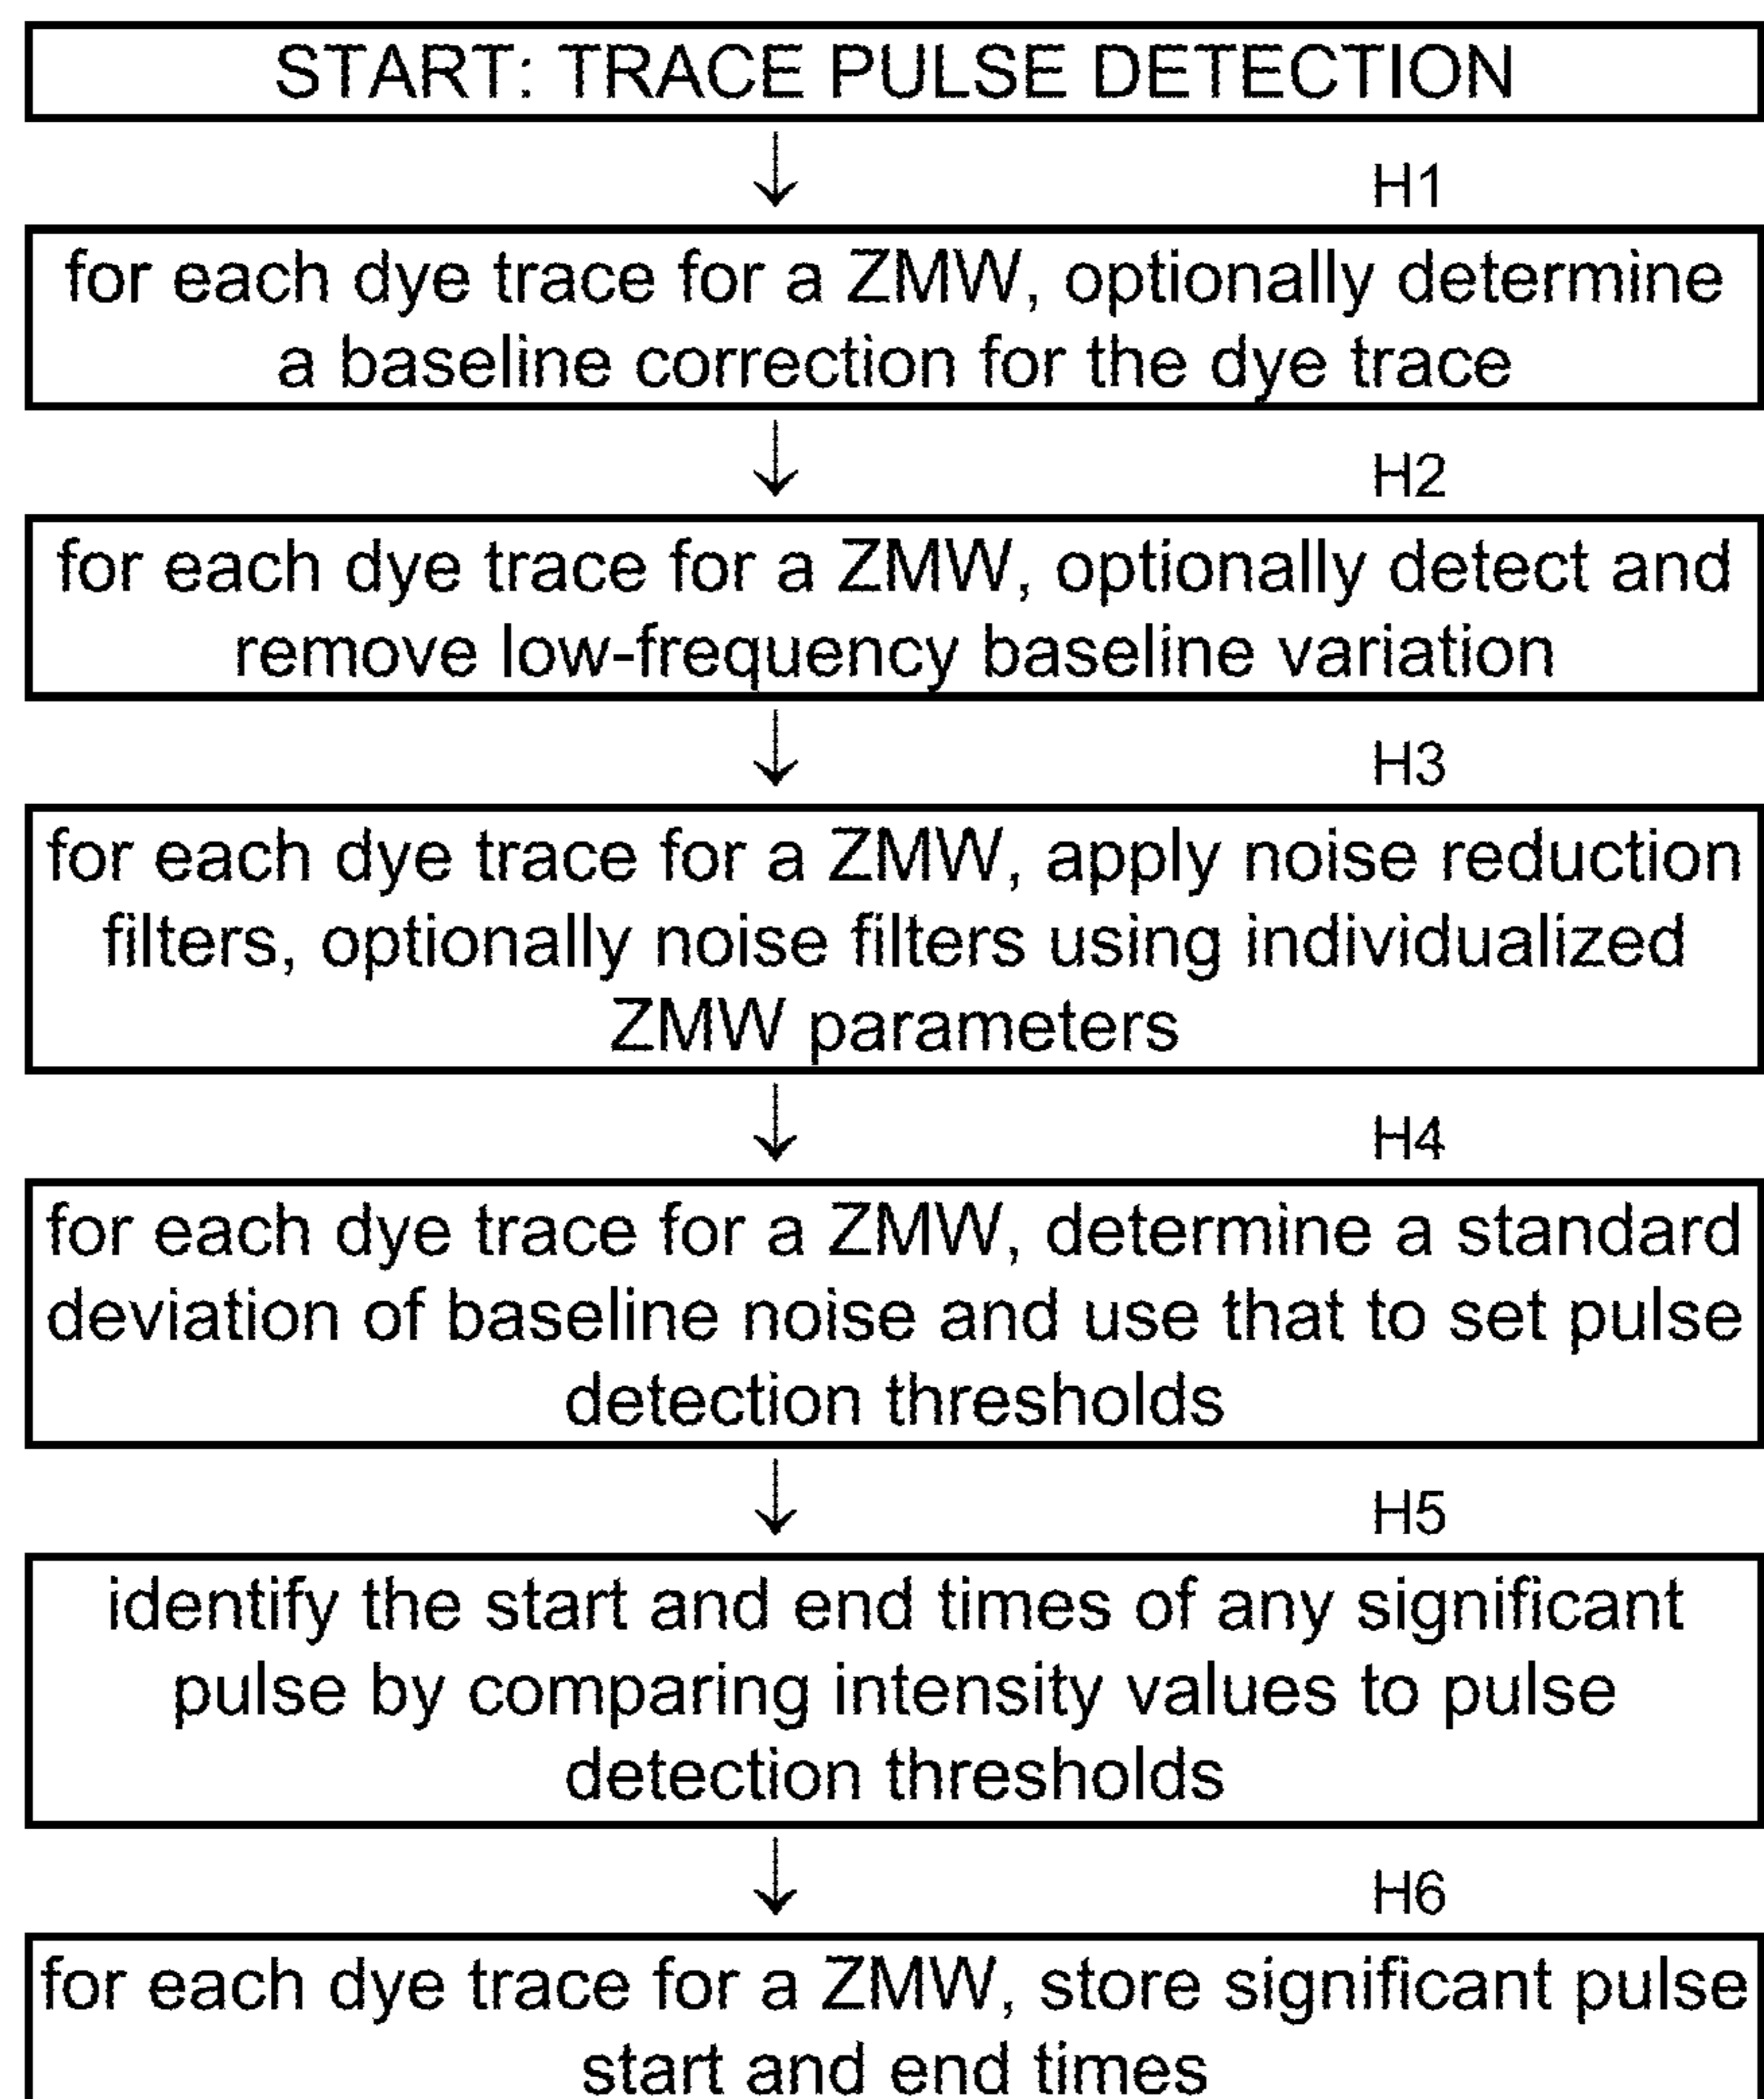 START: TRACE PULSE DETECTION
H1
for each dye trace for a ZMW, optionally determine
a baseline correction for the dye trace
H2
for each dye trace for a ZMW, optionally detect and
remove low-frequency baseline variation
H3
for each dye trace for a ZMW, apply noise reduction
filters, optionally noise filters using individualized
ZMW parameters
H4
for each dye trace for a ZMW, determine a standard
deviation of baseline noise and use that to set pulse
detection thresholds
H5
identify the start and end times of any significant
pulse by comparing intensity values to pulse
detection thresholds
H6
for each dye trace for a ZMW, store significant pulse
start and end times